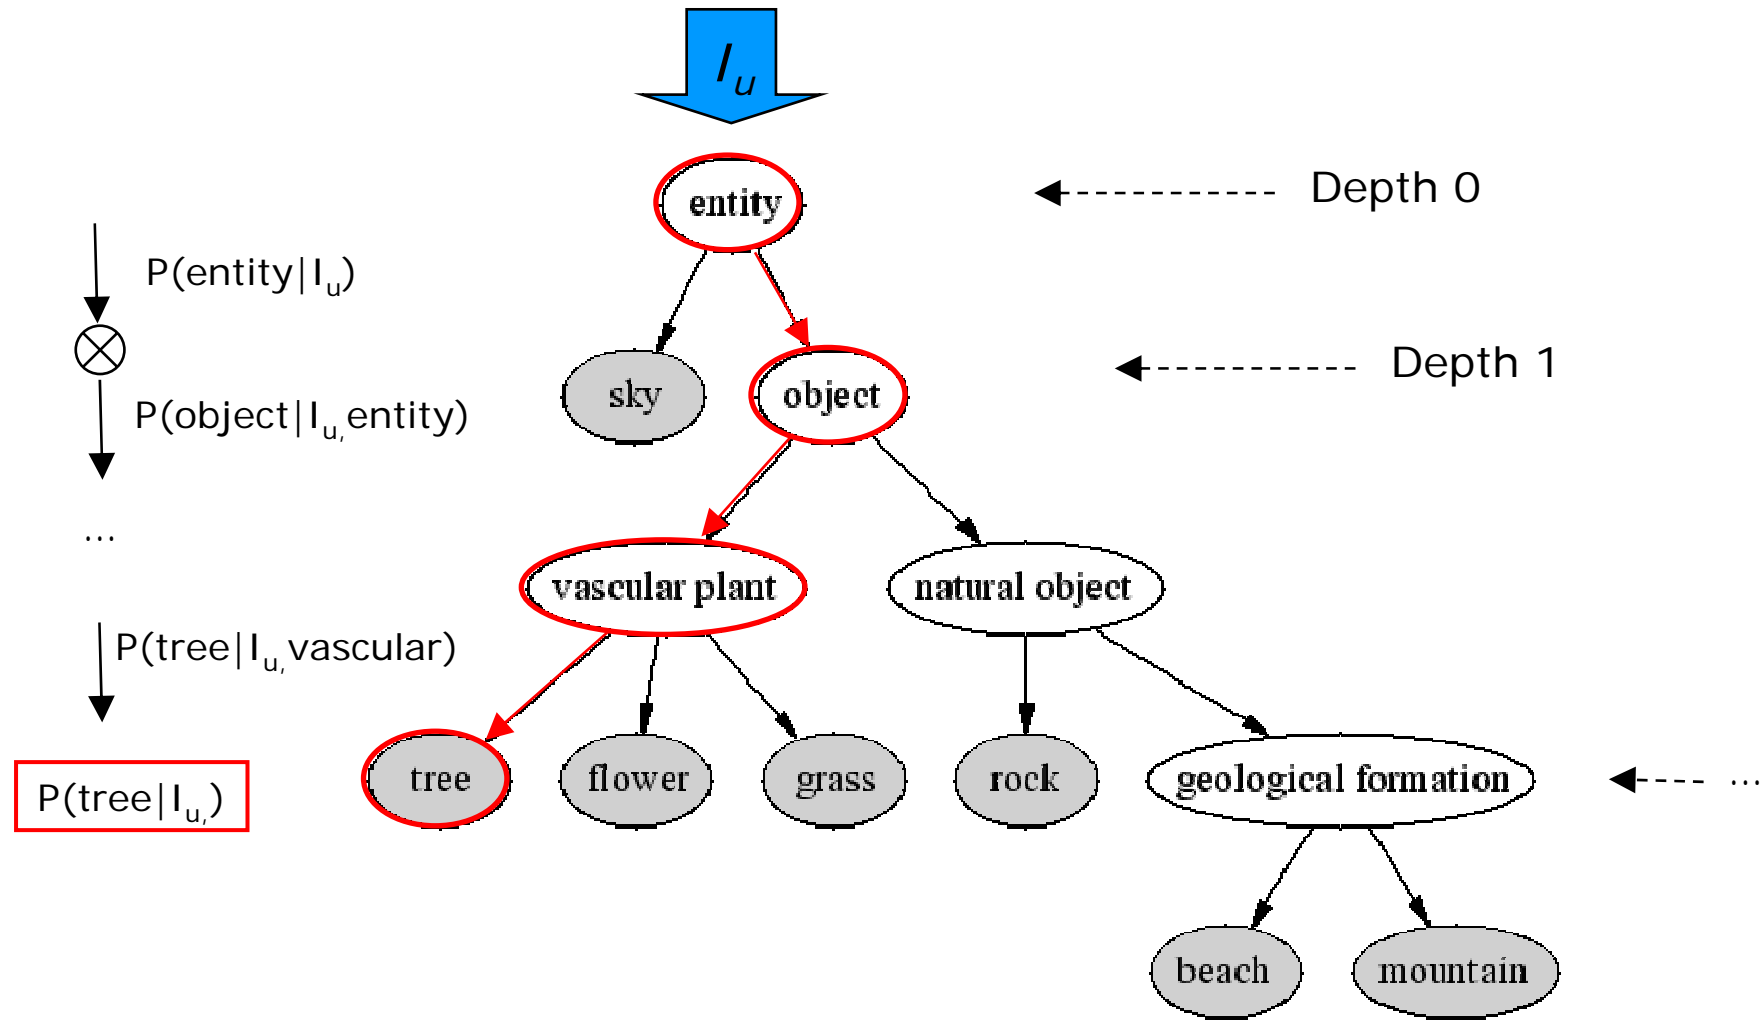 I_u
entity
Depth 0
P(entity|I_u)
sky
object
Depth 1
P(object|I_u,entity)
...
vascular plant
natural object
P(tree|I_u,vascular)
tree
flower
grass
rock
geological formation
...
P(tree|I_u,)
beach
mountain